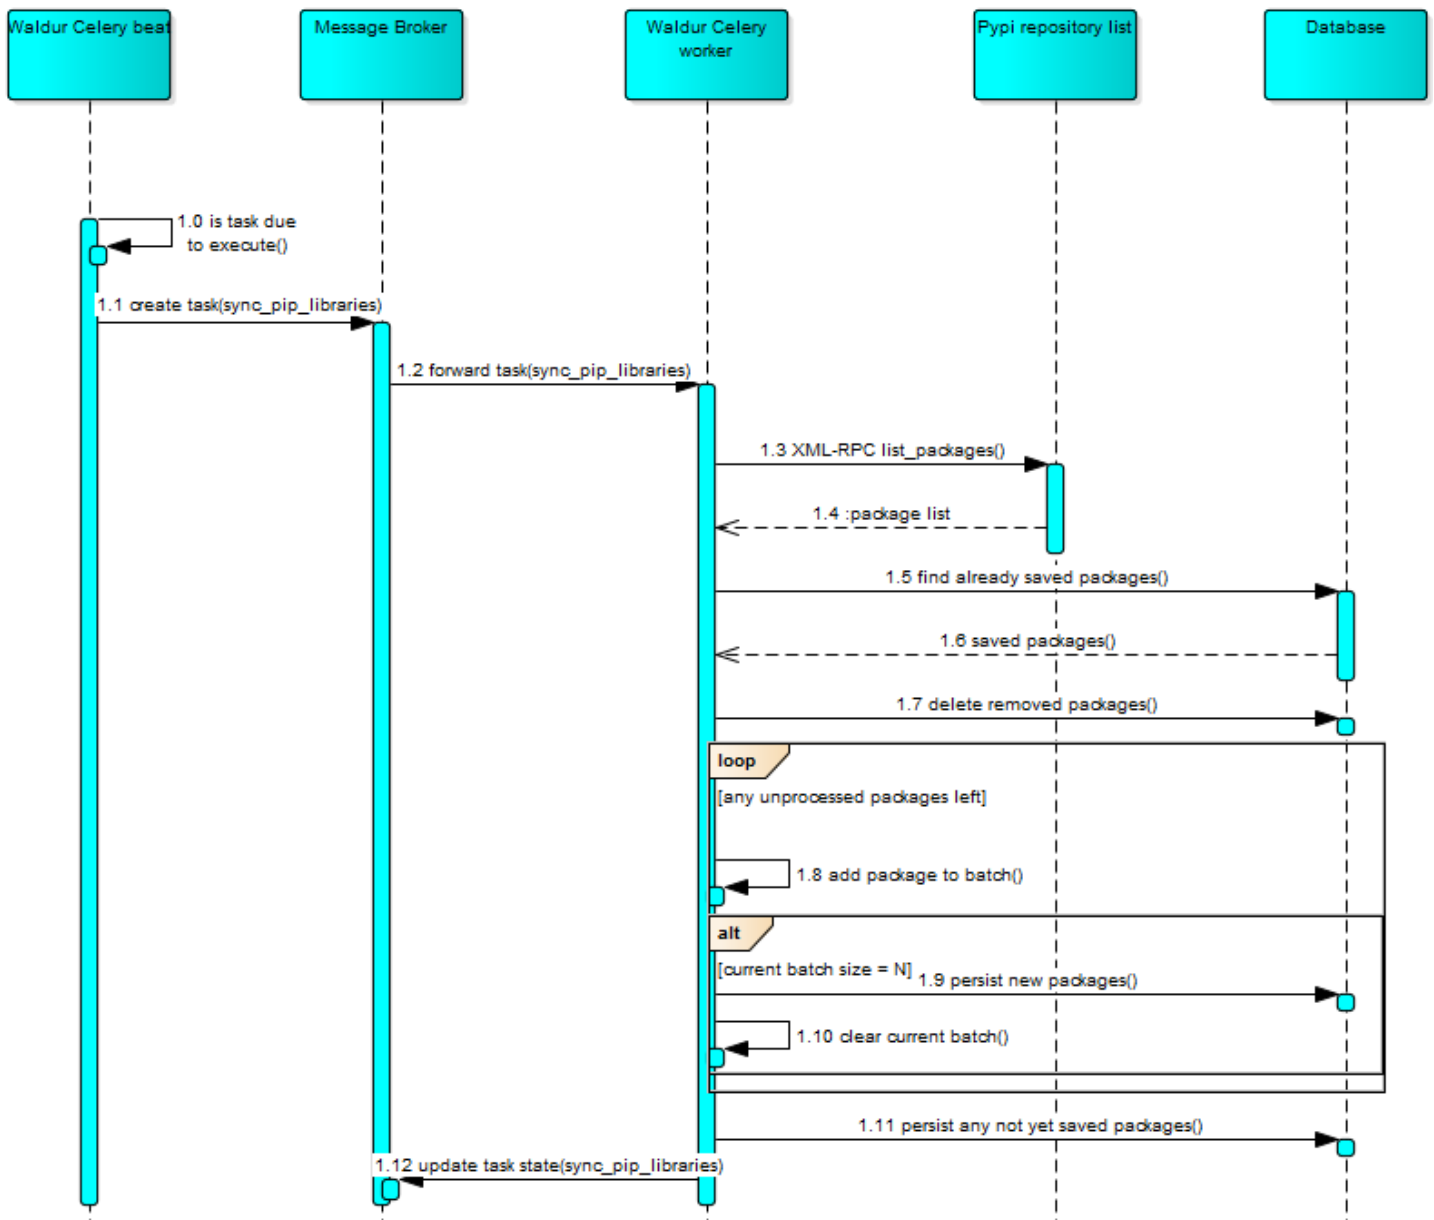 Waldur Celery beat
Message Broker
Waldur Celery
worker
Pypi repository list
Database
1.0 is task due
to execute()
1.1 create task(sync_pip_libraries)
1.2 forward task(sync_pip_libraries)
1.3 XML-RPC list_packages()
1.4 :package list
1.5 find already saved packages()
1.6 saved packages()
1.7 delete removed packages()
loop
[any unprocessed packages left]
1.8 add package to batch()
alt
[current batch size = N]
1.9 persist new packages()
1.10 clear current batch()
1.11 persist any not yet saved packages()
1.12 update task state(sync_pip_libraries)